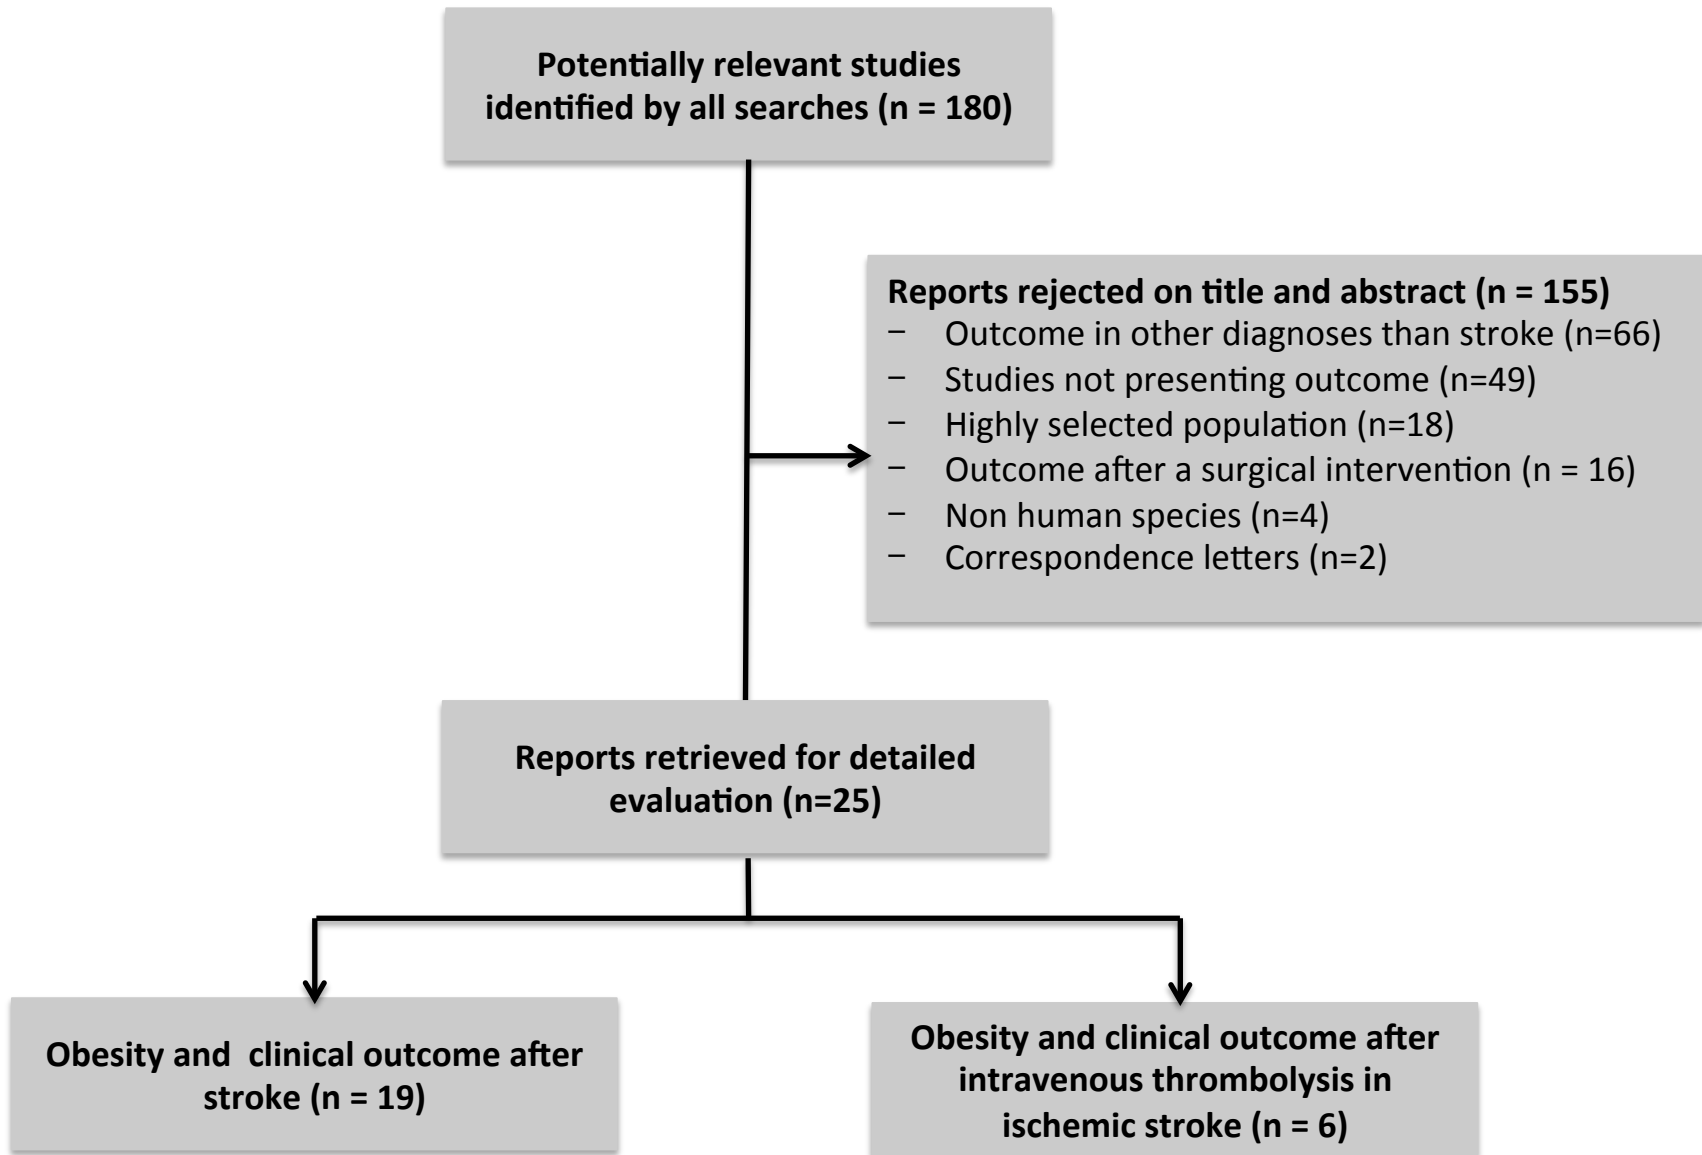 Potentially relevant studies
identified by all searches (n = 180)
Reports rejected on title and abstract (n = 155)
– Outcome in other diagnoses than stroke (n=66)
– Studies not presenting outcome (n=49)
– Highly selected population (n=18)
– Outcome after a surgical intervention (n = 16)
– Non human species (n=4)
– Correspondence letters (n=2)
Reports retrieved for detailed
evaluation (n=25)
Obesity and  clinical outcome after
stroke (n = 19)
Obesity and clinical outcome after
intravenous thrombolysis in
ischemic stroke (n = 6)